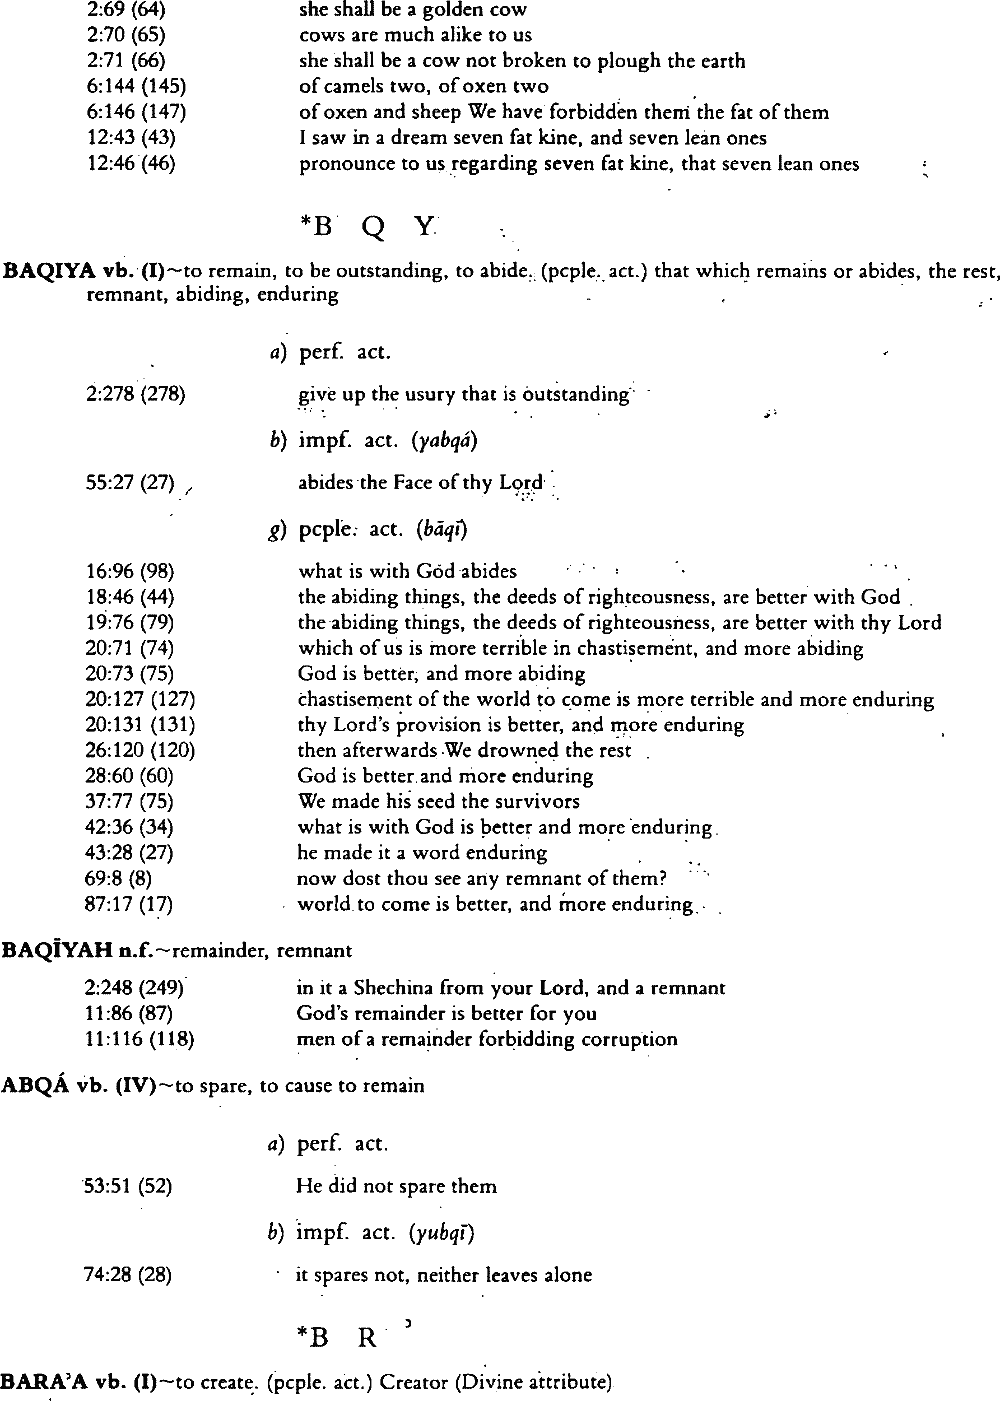 2:69 (64) she shall be a golden cow
2:70 (65) cows are much alike to us
2:71 (66) she shall be a cow not broken to plough the earth
6:144 (145) of camels two, of oxen two
6:146 (147) of oxen and sheep We have forbidden them the fat of them
12:43 (43) I saw in a dream seven fat kine, and seven lean ones
12:46 (46) pronounce to us regarding seven fat kine, that seven lean ones
*B Q Y
BAQIYA vb. (I)~to remain, to be outstanding, to abide. (pcple. act.) that which remains or abides, the rest,
remnant, abiding, enduring
a) perf. act.
2:278 (278) give up the usury that is outstanding
b) impf. act. (yabqá)
55:27 (27) abides the Face of thy Lord
g) pcple. act. (bāqī)
16:96 (98) what is with God abides
18:46 (44) the abiding things, the deeds of righteousness, are better with God
19:76 (79) the abiding things, the deeds of righteousness, are better with thy Lord
20:71 (74) which of us is more terrible in chastisement, and more abiding
20:73 (75) God is better, and more abiding
20:127 (127) chastisement of the world to come is more terrible and more enduring
20:131 (131) thy Lord's provision is better, and more enduring
26:120 (120) then afterwards We drowned the rest
28:60 (60) God is better and more enduring
37:77 (75) We made his seed the survivors
42:36 (34) what is with God is better and more enduring
43:28 (27) he made it a word enduring
69:8 (8) now dost thou see any remnant of them?
87:17 (17) world to come is better, and more enduring
BAQĪYAH n.f.~remainder, remnant
2:248 (249) in it a Shechina from your Lord, and a remnant
11:86 (87) God's remainder is better for you
11:116 (118) men of a remainder forbidding corruption
ABQÁ vb. (IV)~to spare, to cause to remain
a) perf. act.
53:51 (52) He did not spare them
b) impf. act. (yubqī)
74:28 (28) it spares not, neither leaves alone
*B R ʾ
BARAʾA vb. (I)~to create. (pcple. act.) Creator (Divine attribute)